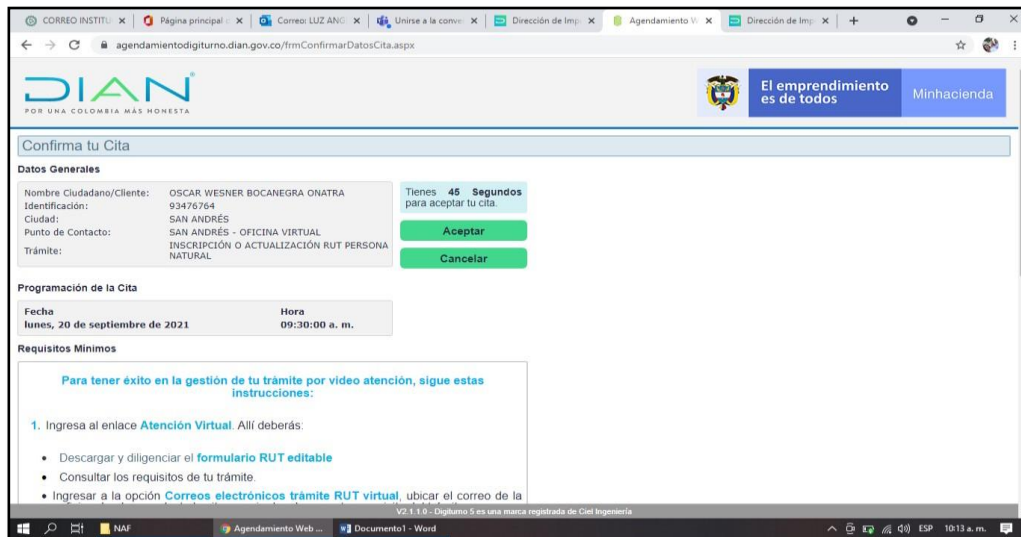 CORREO INSTITU
Página principal
Correo: LUZ ANG
Unirse a la conve
Dirección de Imp
Agendamiento W
Dirección de Imp
agendamientodigiturno.dian.gov.co/frmConfirmarDatosCita.aspx
DIAN
POR UNA COLOMBIA MÁS HONESTA
El emprendimiento
es de todos
Minhacienda
Confirma tu Cita
Datos Generales
Nombre Ciudadano/Cliente: OSCAR WESNER BOCANEGRA ONATRA
Identificación: 93476764
Ciudad: SAN ANDRÉS
Punto de Contacto: SAN ANDRÉS - OFICINA VIRTUAL
Trámite: INSCRIPCIÓN O ACTUALIZACIÓN RUT PERSONA
NATURAL
Tienes 45 Segundos
para aceptar tu cita.
Aceptar
Cancelar
Programación de la Cita
Fecha Hora
lunes, 20 de septiembre de 2021 09:30:00 a. m.
Requisitos Minimos
Para tener éxito en la gestión de tu trámite por video atención, sigue estas
instrucciones:
1. Ingresa al enlace Atención Virtual. Allí deberás:
• Descargar y diligenciar el formulario RUT editable
• Consultar los requisitos de tu trámite.
• Ingresar a la opción Correos electrónicos trámite RUT virtual, ubicar el correo de la
V2.1.1.0 - Digiturno 5 es una marca registrada de Ciel Ingeniería
NAF
Agendamiento Web ...
Documento1 - Word
ESP
10:13 a. m.